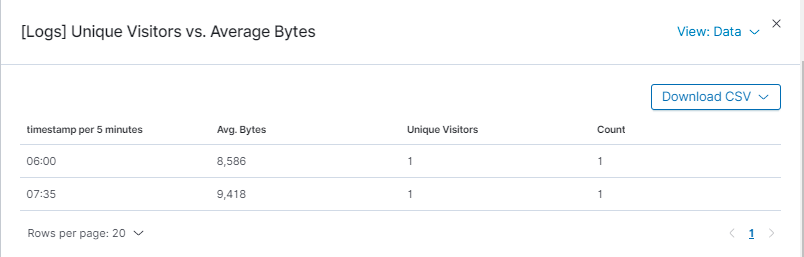 [Logs] Unique Visitors vs. Average Bytes
View: Data
Download CSV
timestamp per 5 minutes Avg. Bytes Unique Visitors Count
06:00 8,586 1 1
07:35 9,418 1 1
Rows per page: 20
1